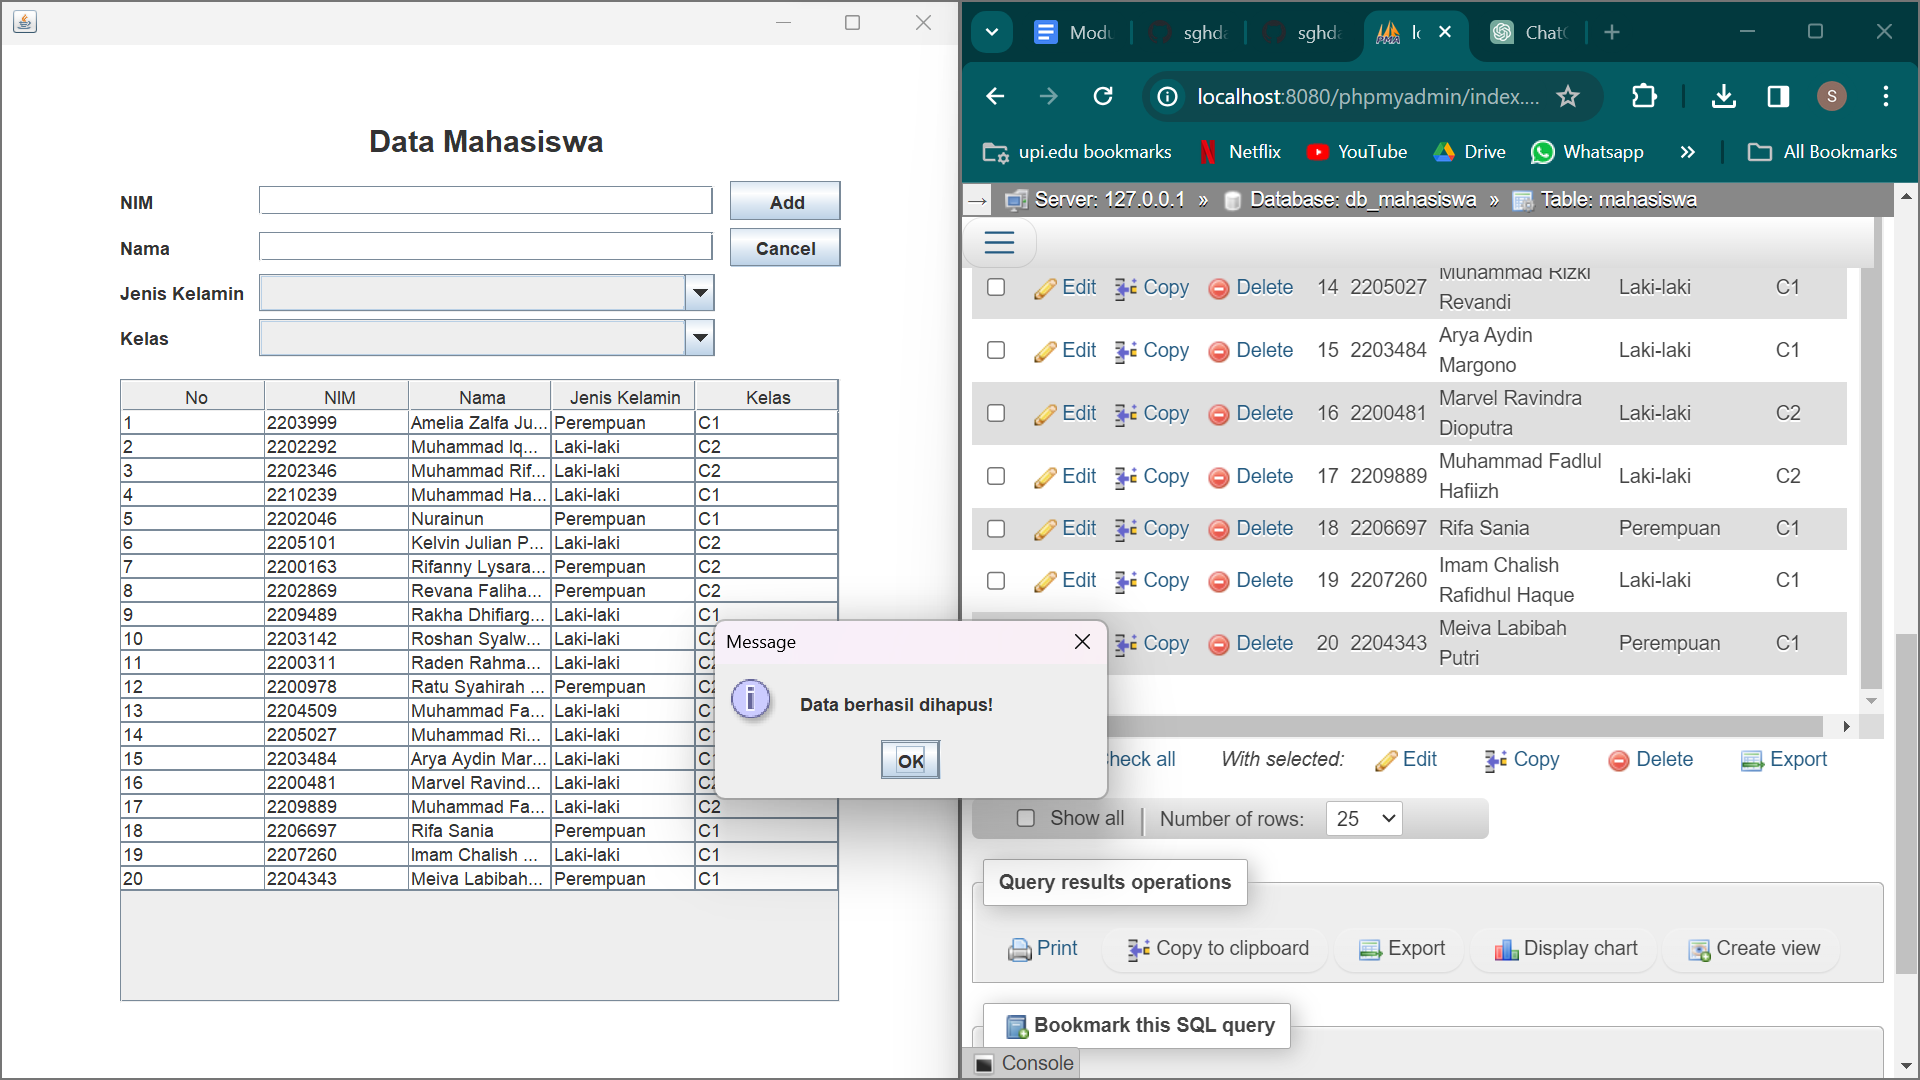 Data Mahasiswa
NIM
Add
Nama
Cancel
Jenis Kelamin
Kelas
No NIM Nama Jenis Kelamin Kelas
1 2203999 Amelia Zalfa Ju... Perempuan C1
2 2202292 Muhammad Iq... Laki-laki C2
3 2202346 Muhammad Rif... Laki-laki C2
4 2210239 Muhammad Ha... Laki-laki C1
5 2202046 Nurainun Perempuan C1
6 2205101 Kelvin Julian P... Laki-laki C2
7 2200163 Rifanny Lysara... Perempuan C2
8 2202869 Revana Faliha... Perempuan C2
9 2209489 Rakha Dhifiarg... Laki-laki C1
10 2203142 Roshan Syalw... Laki-laki
11 2200311 Raden Rahma... Laki-laki
12 2200978 Ratu Syahirah ... Perempuan
13 2204509 Muhammad Fa... Laki-laki
14 2205027 Muhammad Ri... Laki-laki
15 2203484 Arya Aydin Mar... Laki-laki
16 2200481 Marvel Ravind... Laki-laki
17 2209889 Muhammad Fa... Laki-laki C2
18 2206697 Rifa Sania Perempuan C1
19 2207260 Imam Chalish ... Laki-laki C1
20 2204343 Meiva Labibah... Perempuan C1
Message
Data berhasil dihapus!
OK
Modu sghda sghda lo ChatG
localhost:8080/phpmyadmin/index.... S
upi.edu bookmarks Netflix YouTube Drive Whatsapp » All Bookmarks
→ Server: 127.0.0.1 » Database: db_mahasiswa » Table: mahasiswa
Edit Copy Delete 14 2205027 Muhammad Rizki Revandi Laki-laki C1
Edit Copy Delete 15 2203484 Arya Aydin Margono Laki-laki C1
Edit Copy Delete 16 2200481 Marvel Ravindra Dioputra Laki-laki C2
Edit Copy Delete 17 2209889 Muhammad Fadlul Hafiizh Laki-laki C2
Edit Copy Delete 18 2206697 Rifa Sania Perempuan C1
Edit Copy Delete 19 2207260 Imam Chalish Rafidhul Haque Laki-laki C1
Copy Delete 20 2204343 Meiva Labibah Putri Perempuan C1
heck all With selected: Edit Copy Delete Export
Show all Number of rows: 25
Query results operations
Print Copy to clipboard Export Display chart Create view
Bookmark this SQL query
Console